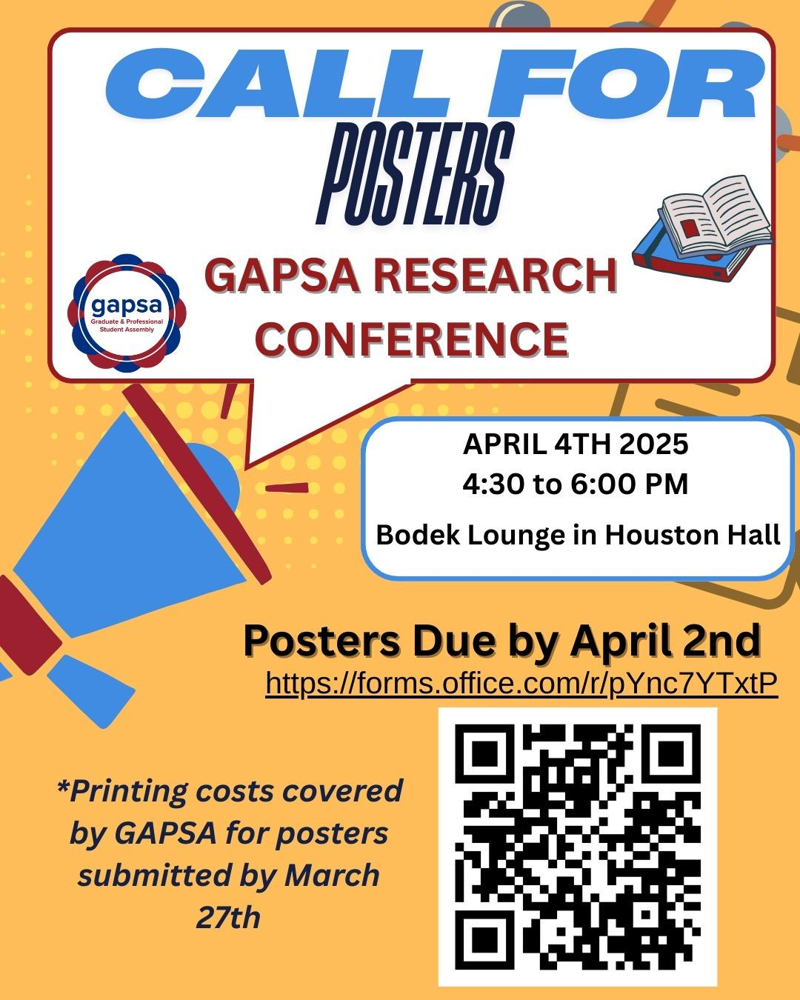 CALL FOR
POSTERS
GAPSA RESEARCH
CONFERENCE
gapsa
Graduate & Professional
Student Assembly
APRIL 4TH 2025
4:30 to 6:00 PM
Bodek Lounge in Houston Hall
Posters Due by April 2nd
https://forms.office.com/r/pYnc7YTxtP
*Printing costs covered
by GAPSA for posters
submitted by March
27th